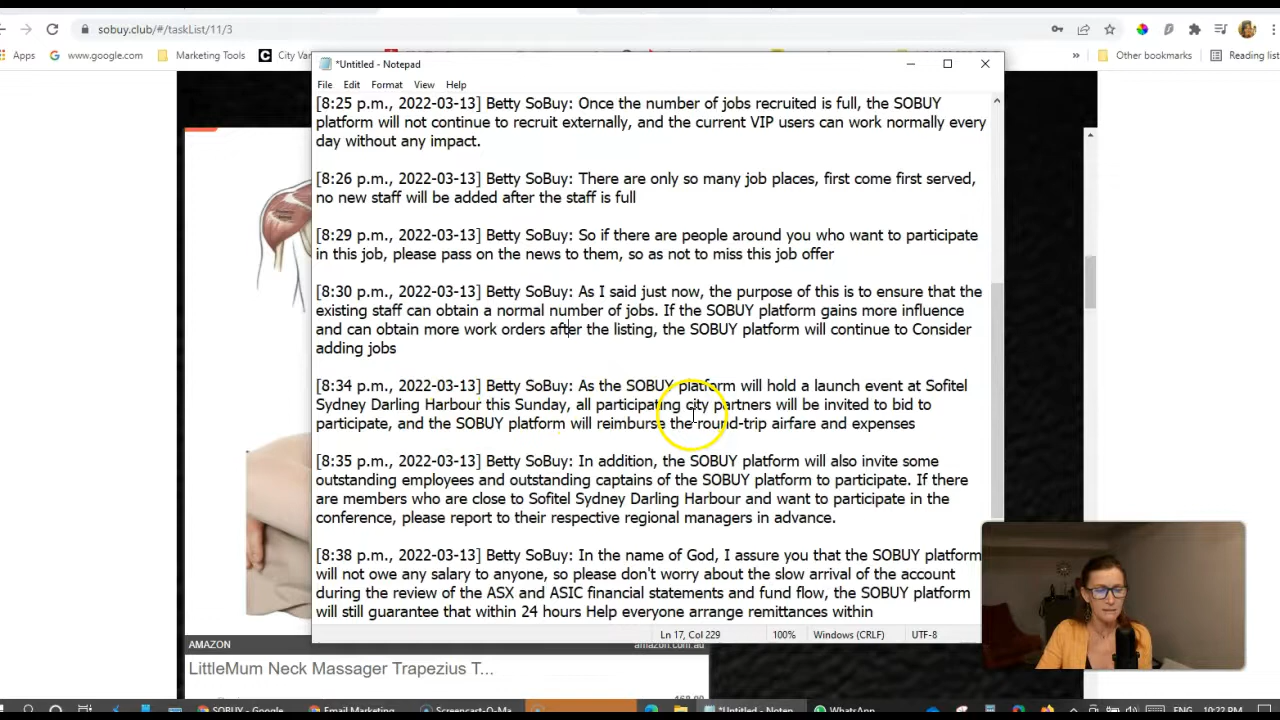 sobuy.club/#/taskList/11/3
Apps
www.google.com
Marketing Tools
City Van
Other bookmarks
Reading list
*Untitled - Notepad
File Edit Format View Help
[8:25 p.m., 2022-03-13] Betty SoBuy: Once the number of jobs recruited is full, the SOBUY
platform will not continue to recruit externally, and the current VIP users can work normally every
day without any impact.
[8:26 p.m., 2022-03-13] Betty SoBuy: There are only so many job places, first come first served,
no new staff will be added after the staff is full
[8:29 p.m., 2022-03-13] Betty SoBuy: So if there are people around you who want to participate
in this job, please pass on the news to them, so as not to miss this job offer
[8:30 p.m., 2022-03-13] Betty SoBuy: As I said just now, the purpose of this is to ensure that the
existing staff can obtain a normal number of jobs. If the SOBUY platform gains more influence
and can obtain more work orders after the listing, the SOBUY platform will continue to Consider
adding jobs
[8:34 p.m., 2022-03-13] Betty SoBuy: As the SOBUY platform will hold a launch event at Sofitel
Sydney Darling Harbour this Sunday, all participating city partners will be invited to bid to
participate, and the SOBUY platform will reimburse the round-trip airfare and expenses
[8:35 p.m., 2022-03-13] Betty SoBuy: In addition, the SOBUY platform will also invite some
outstanding employees and outstanding captains of the SOBUY platform to participate. If there
are members who are close to Sofitel Sydney Darling Harbour and want to participate in the
conference, please report to their respective regional managers in advance.
[8:38 p.m., 2022-03-13] Betty SoBuy: In the name of God, I assure you that the SOBUY platform
will not owe any salary to anyone, so please don't worry about the slow arrival of the account
during the review of the ASX and ASIC financial statements and fund flow, the SOBUY platform
will still guarantee that within 24 hours Help everyone arrange remittances within
Ln 17, Col 229 100% Windows (CRLF) UTF-8
AMAZON amazon.com.au
LittleMum Neck Massager Trapezius T...
SOBUY - Google
Email Marketing
Screencast-O-Ma
*Untitled - Notep
WhatsApp
ENG 10:22 PM